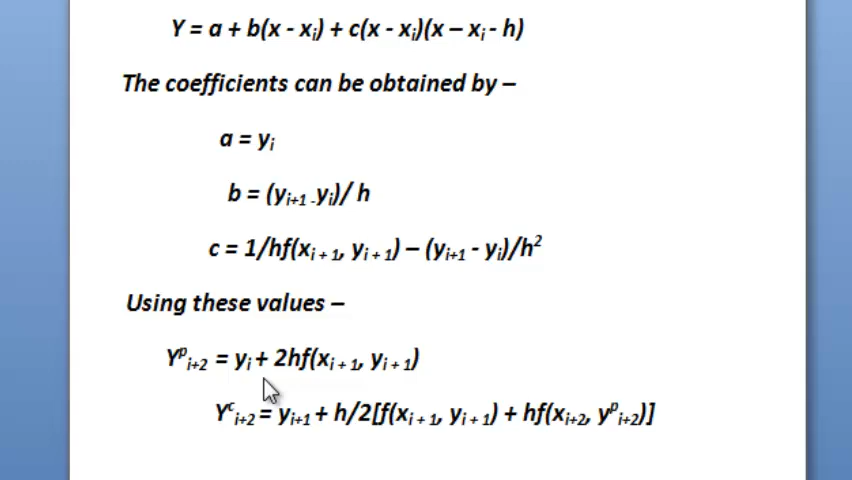 Y = a + b(x - xᵢ) + c(x - xᵢ)(x – xᵢ - h)
The coefficients can be obtained by –
a = yᵢ
b = (yᵢ₊₁ - yᵢ)/ h
c = 1/hf(xᵢ ₊ ₁, yᵢ ₊ ₁) – (yᵢ₊₁ - yᵢ)/h²
Using these values –
Yᵖᵢ₊₂ = yᵢ + 2hf(xᵢ ₊ ₁, yᵢ ₊ ₁)
Yᶜᵢ₊₂ = yᵢ₊₁ + h/2[f(xᵢ ₊ ₁, yᵢ ₊ ₁) + hf(xᵢ₊₂, yᵖᵢ₊₂)]